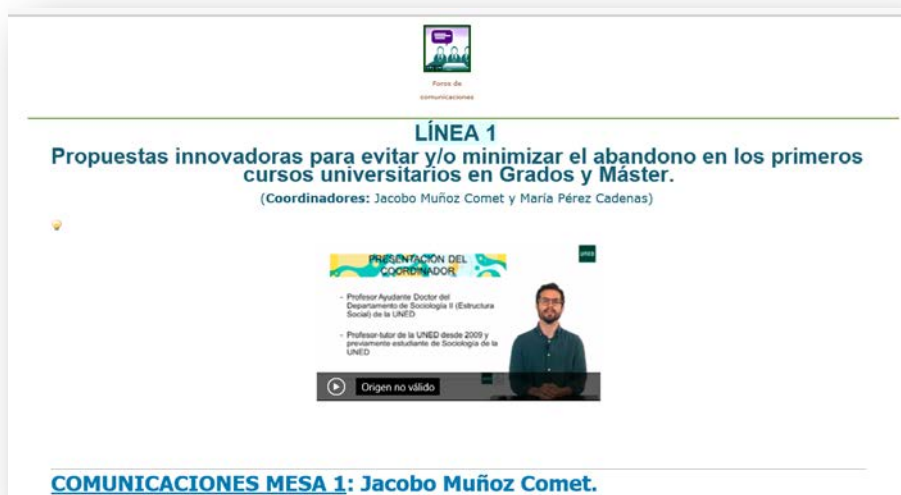 Foros de
comunicaciones
LÍNEA 1
Propuestas innovadoras para evitar y/o minimizar el abandono en los primeros
cursos universitarios en Grados y Máster.
(Coordinadores: Jacobo Muñoz Comet y María Pérez Cadenas)
PRESENTACIÓN DEL
COORDINADOR
UNED
- Profesor Ayudante Doctor del
Departamento de Sociología II (Estructura
Social) de la UNED
- Profesor-tutor de la UNED desde 2009 y
previamente estudiante de Sociología de la
UNED
Origen no válido
COMUNICACIONES MESA 1: Jacobo Muñoz Comet.